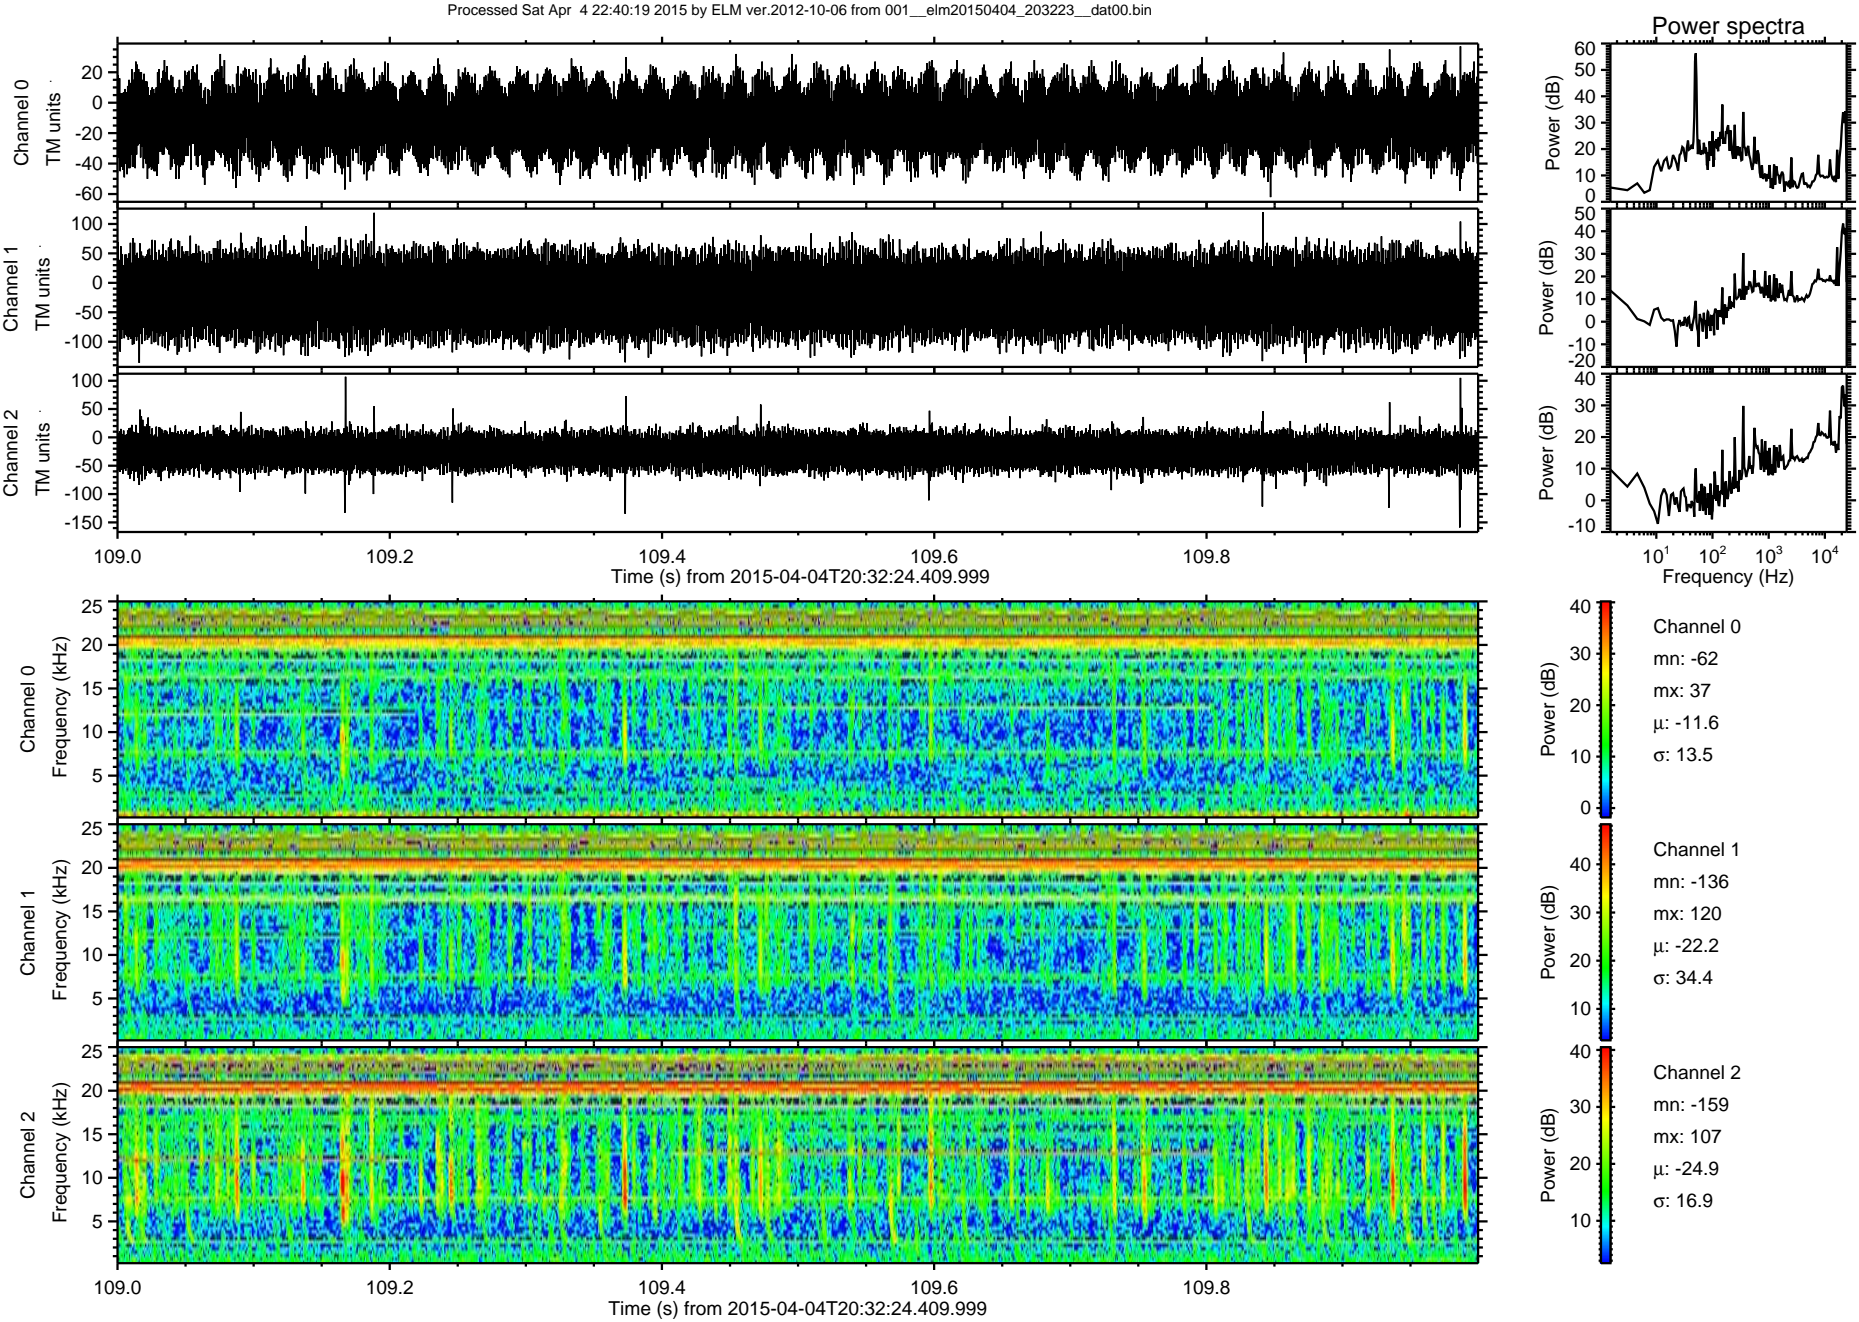 Processed Sat Apr  4 22:40:19 2015 by ELM ver.2012-10-06 from 001__elm20150404_203223__dat00.bin
Power spectra
Channel 0
TM units
20
0
-20
-40
-60
Power (dB)
60
50
40
30
20
10
0
Channel 1
TM units
100
50
0
-50
-100
Power (dB)
50
40
30
20
10
0
-10
-20
Channel 2
TM units
100
50
0
-50
-100
-150
Power (dB)
40
30
20
10
0
-10
109.0 109.2 109.4 109.6 109.8
Time (s) from 2015-04-04T20:32:24.409.999
10^1 10^2 10^3 10^4
Frequency (Hz)
Channel 0
Frequency (kHz)
25
20
15
10
5
Power (dB)
40
30
20
10
0
Channel 0
mn: -62
mx: 37
μ: -11.6
σ: 13.5
Channel 1
Frequency (kHz)
25
20
15
10
5
Power (dB)
40
30
20
10
Channel 1
mn: -136
mx: 120
μ: -22.2
σ: 34.4
Channel 2
Frequency (kHz)
25
20
15
10
5
Power (dB)
40
30
20
10
Channel 2
mn: -159
mx: 107
μ: -24.9
σ: 16.9
109.0 109.2 109.4 109.6 109.8
Time (s) from 2015-04-04T20:32:24.409.999